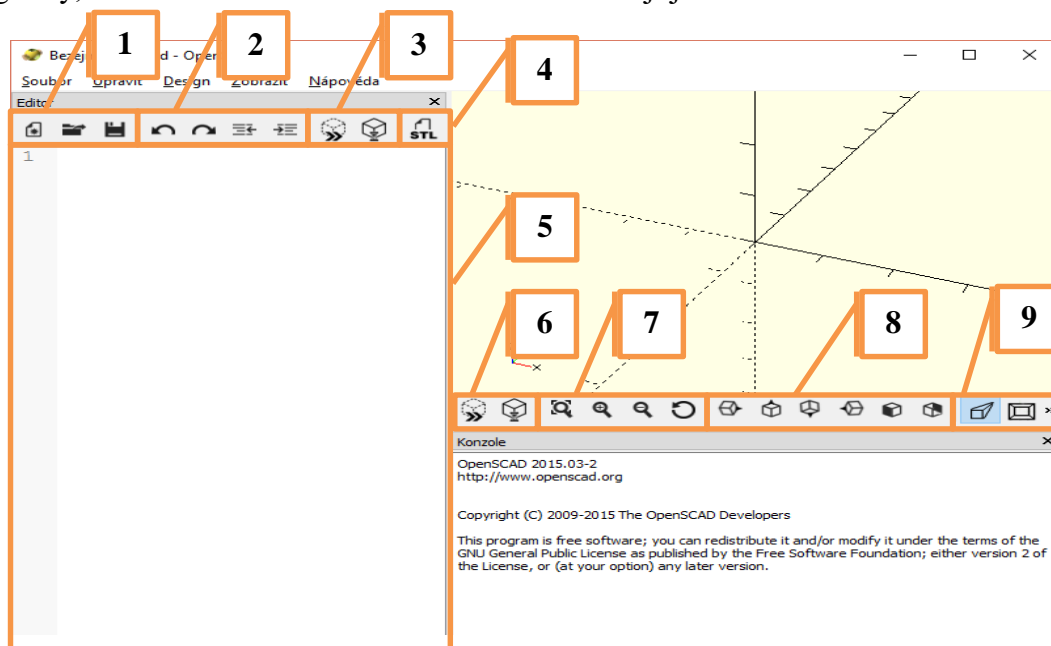 1 2 3
4
d - Open
Soubor Upravit Design Zobrazit Nápověda
Editor
STL
1
5
6 7 8 9
x
Konzole
OpenSCAD 2015.03-2
http://www.openscad.org
Copyright (C) 2009-2015 The OpenSCAD Developers
This program is free software; you can redistribute it and/or modify it under the terms of the
GNU General Public License as published by the Free Software Foundation; either version 2 of
the License, or (at your option) any later version.